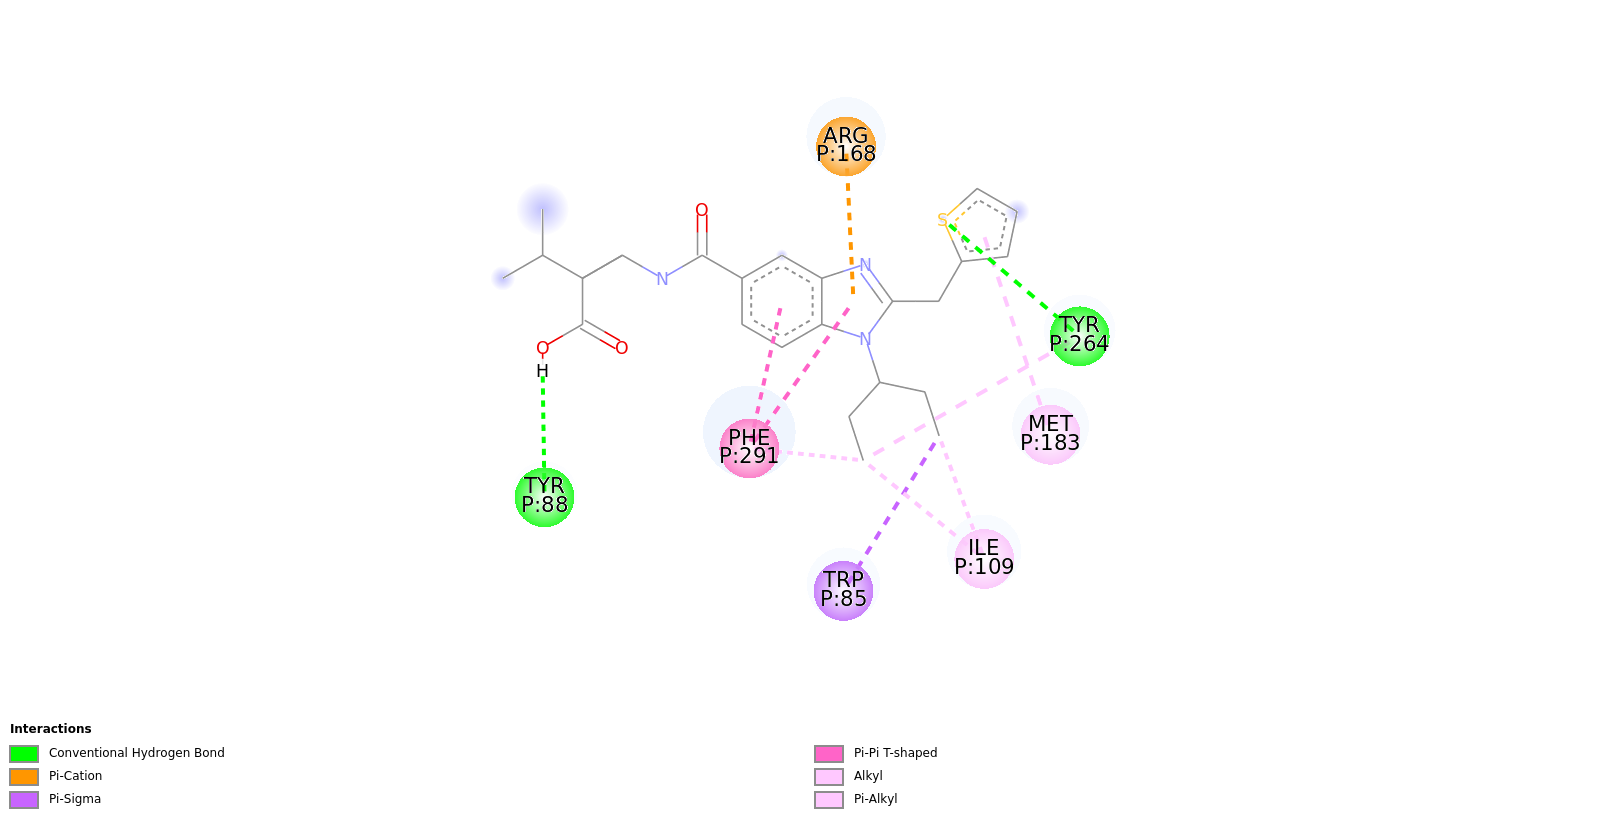 ARG
P:168
O
S
N
N
N
O
O
H
TYR
P:264
MET
P:183
PHE
P:291
TYR
P:88
ILE
P:109
TRP
P:85
Interactions
Conventional Hydrogen Bond
Pi-Cation
Pi-Sigma
Pi-Pi T-shaped
Alkyl
Pi-Alkyl